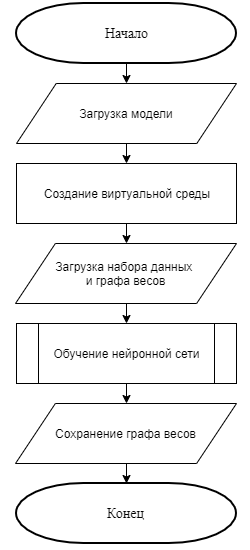 Начало
Загрузка модели
Создание виртуальной среды
Загрузка набора данных
и графа весов
Обучение нейронной сети
Сохранение графа весов
Конец